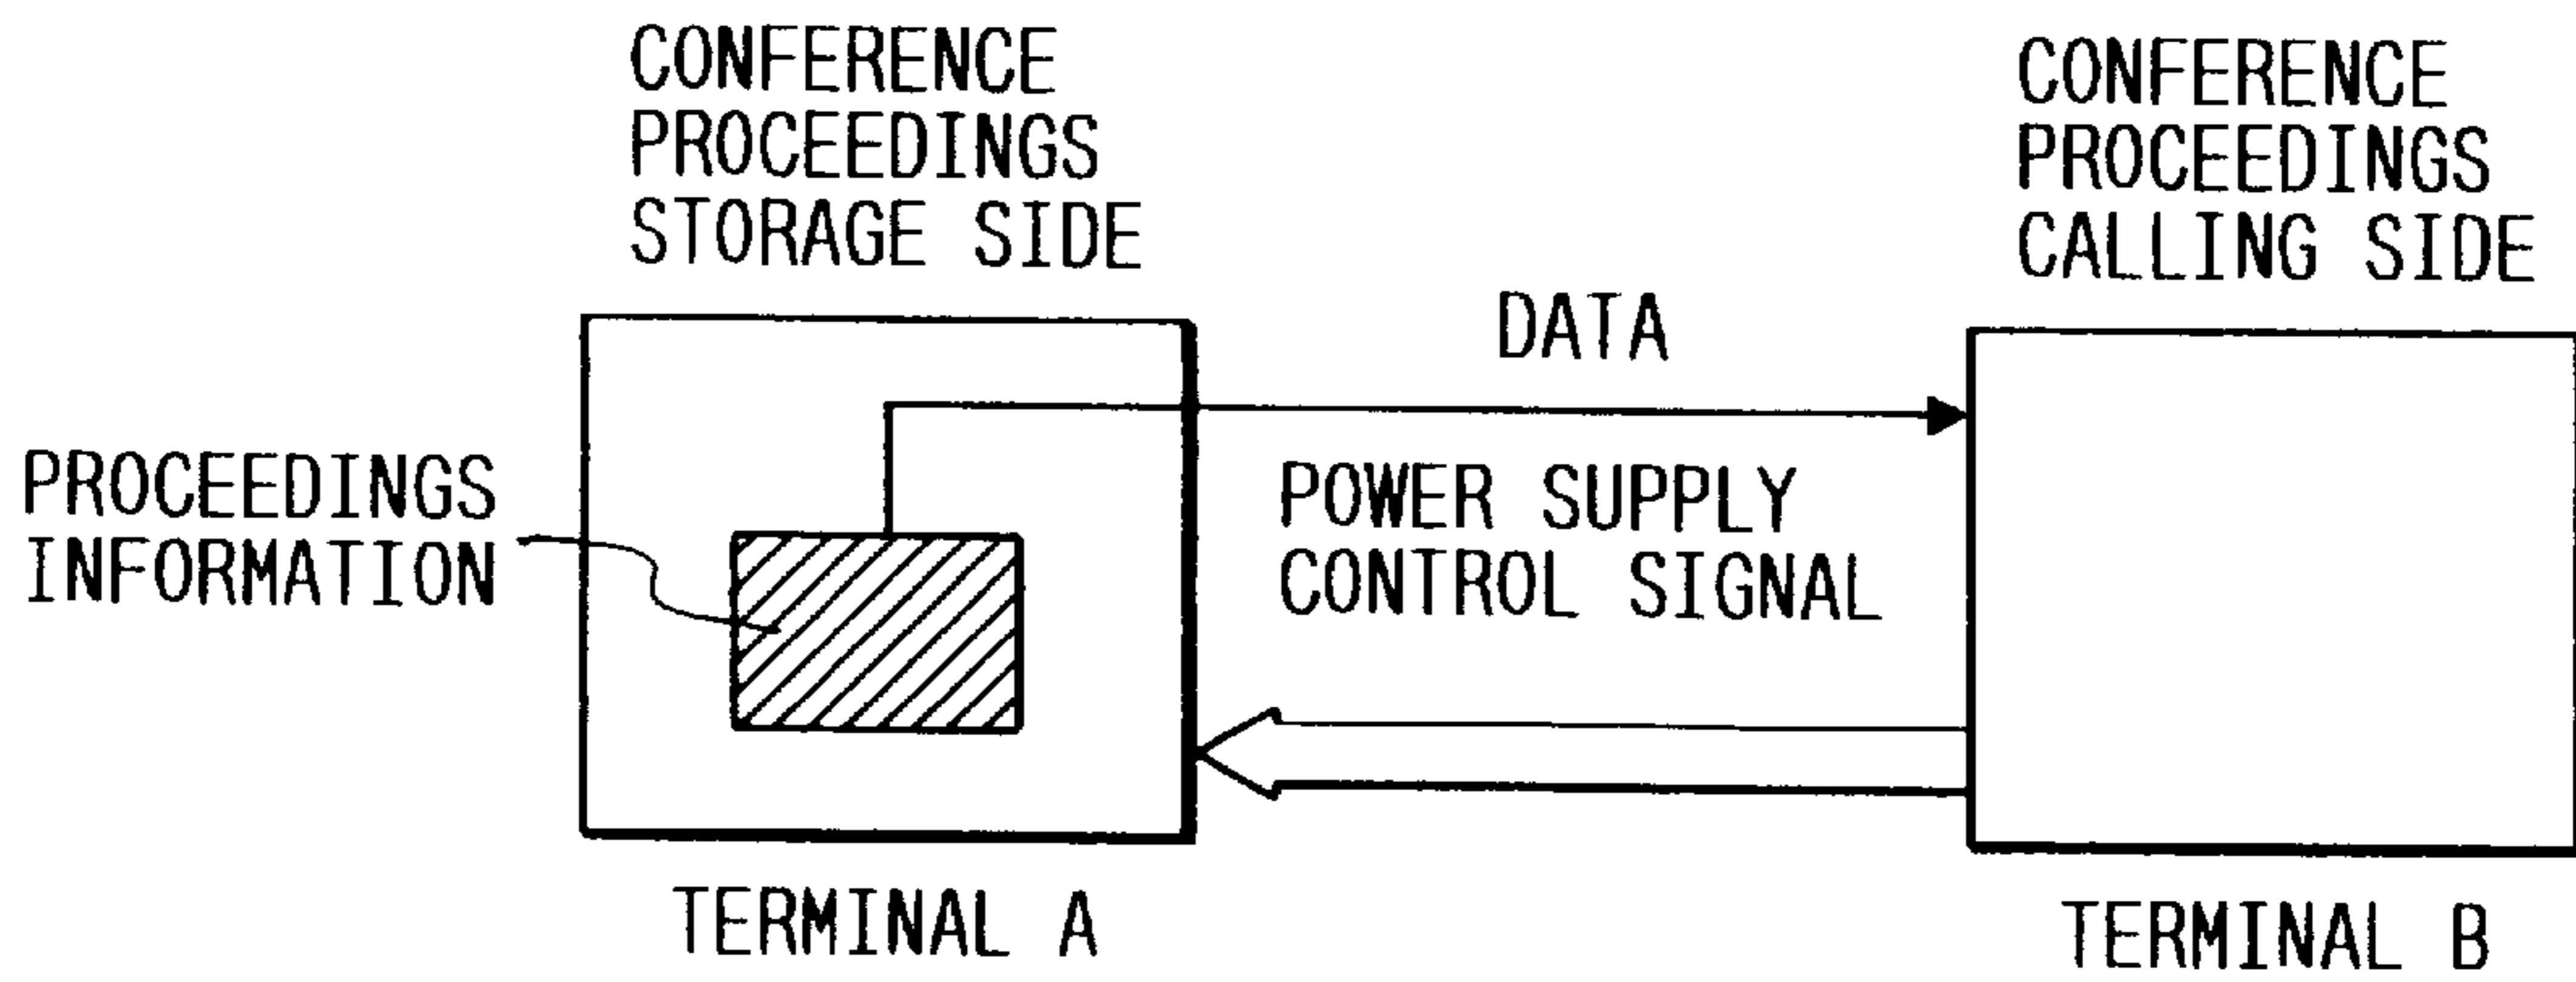 CONFERENCE
PROCEEDINGS
STORAGE SIDE
CONFERENCE
PROCEEDINGS
CALLING SIDE
DATA
PROCEEDINGS
INFORMATION
POWER SUPPLY
CONTROL SIGNAL
TERMINAL A
TERMINAL B